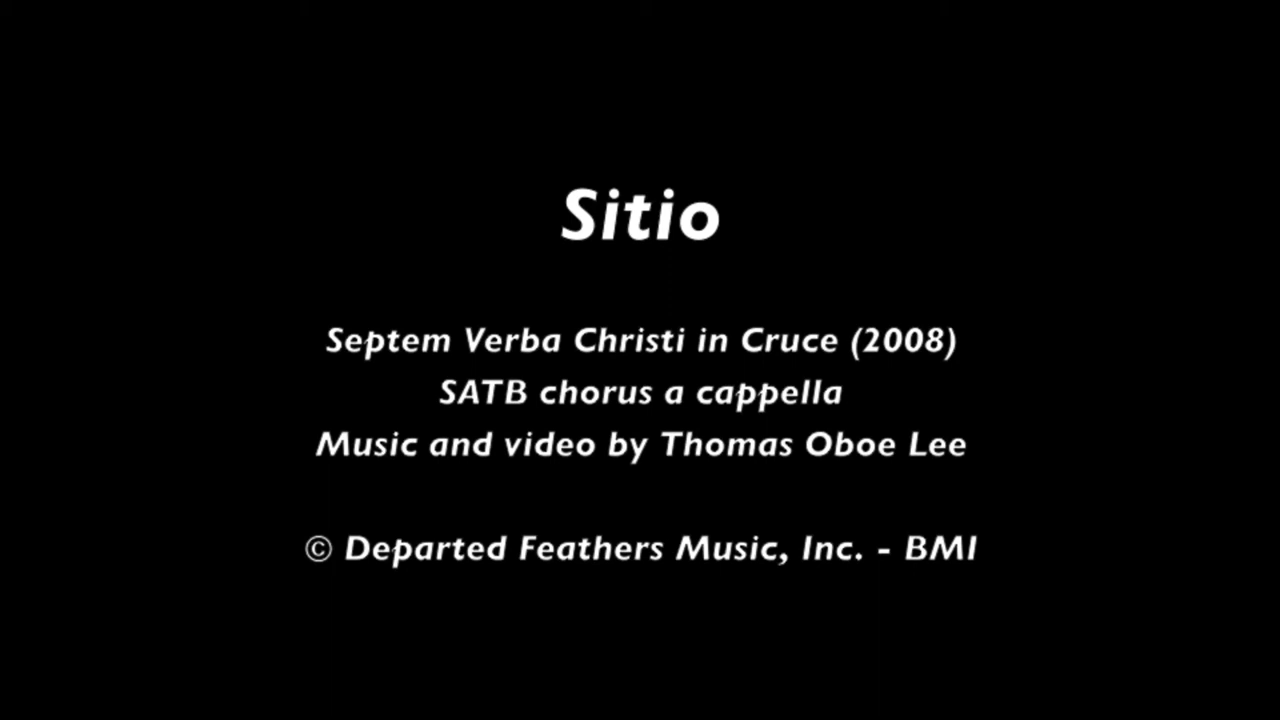 Sitio
Septem Verba Christi in Cruce (2008)
SATB chorus a cappella
Music and video by Thomas Oboe Lee
© Departed Feathers Music, Inc. - BMI